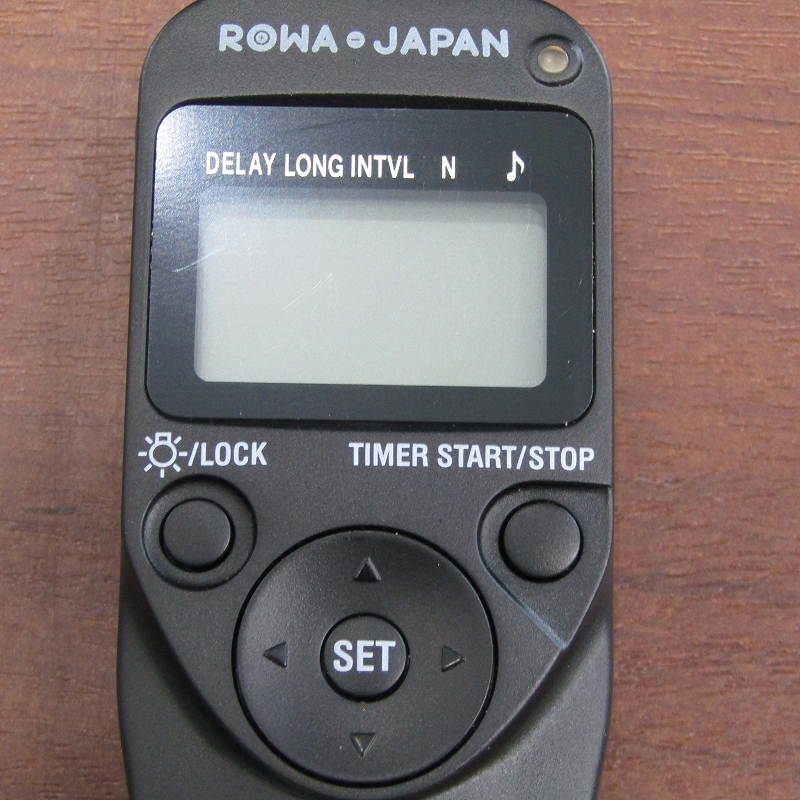 ROWA JAPAN
DELAY LONG INTVL N ♪
/LOCK TIMER START/STOP
SET